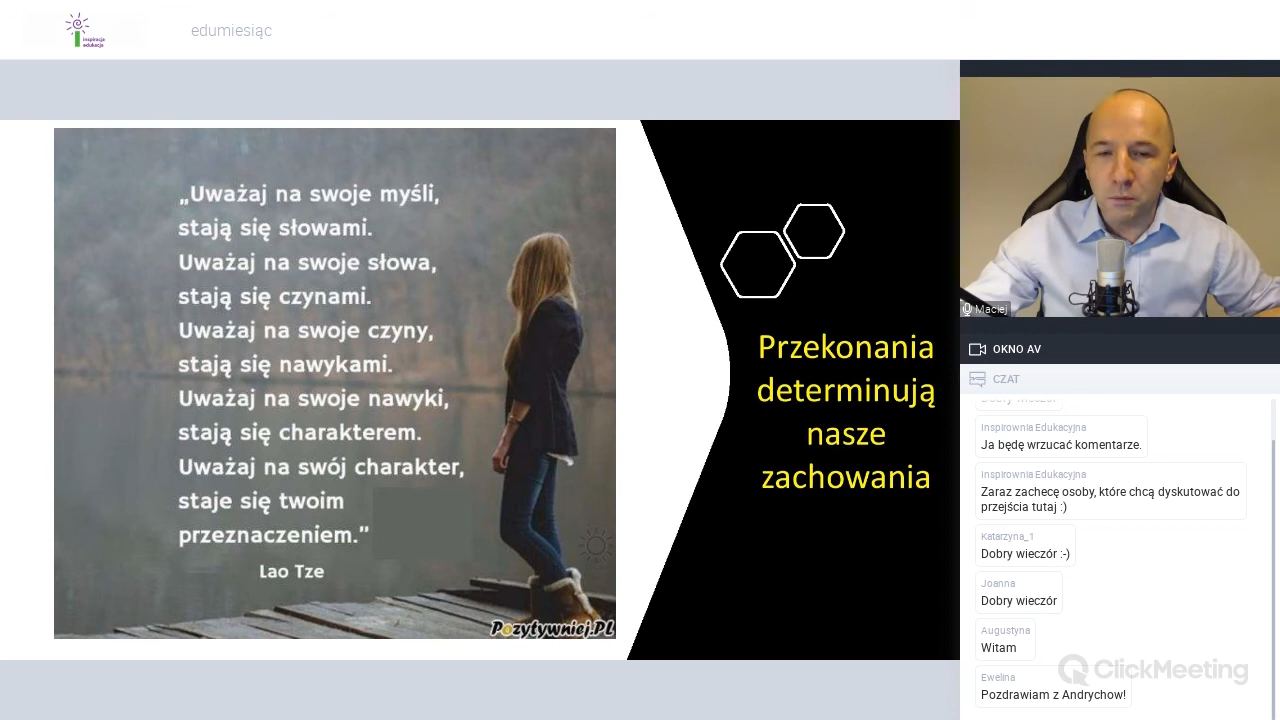 inspiracja
edukacja
edumiesiąc
„Uważaj na swoje myśli,
stają się słowami.
Uważaj na swoje słowa,
stają się czynami.
Uważaj na swoje czyny,
stają się nawykami.
Uważaj na swoje nawyki,
stają się charakterem.
Uważaj na swój charakter,
staje się twoim
przeznaczeniem.”
Lao Tze
Pozytywniej.PL
Przekonania
determinują
nasze
zachowania
Maciej
OKNO AV
CZAT
Dobry wieczór
Inspirownia Edukacyjna
Ja będę wrzucać komentarze.
Inspirownia Edukacyjna
Zaraz zachecę osoby, które chcą dyskutować do
przejścia tutaj :)
Katarzyna_1
Dobry wieczór :-)
Joanna
Dobry wieczór
Augustyna
Witam
Ewelina
Pozdrawiam z Andrychow!
ClickMeeting